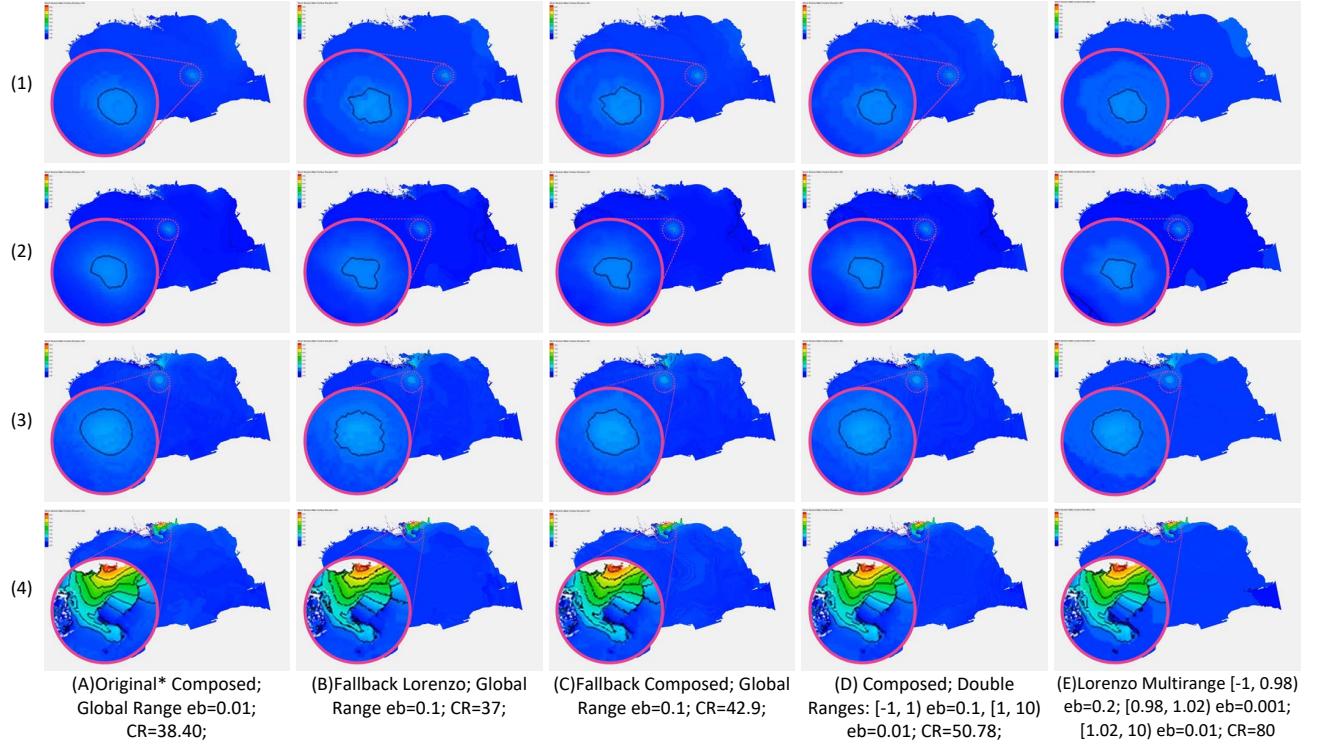 (1)
(2)
(3)
(4)
(A)Original* Composed;
Global Range eb=0.01;
CR=38.40;
(B)Fallback Lorenzo; Global
Range eb=0.1; CR=37;
(C)Fallback Composed; Global
Range eb=0.1; CR=42.9;
(D) Composed; Double
Ranges: [-1, 1) eb=0.1, [1, 10)
eb=0.01; CR=50.78;
(E)Lorenzo Multirange [-1, 0.98)
eb=0.2; [0.98, 1.02) eb=0.001;
[1.02, 10) eb=0.01; CR=80